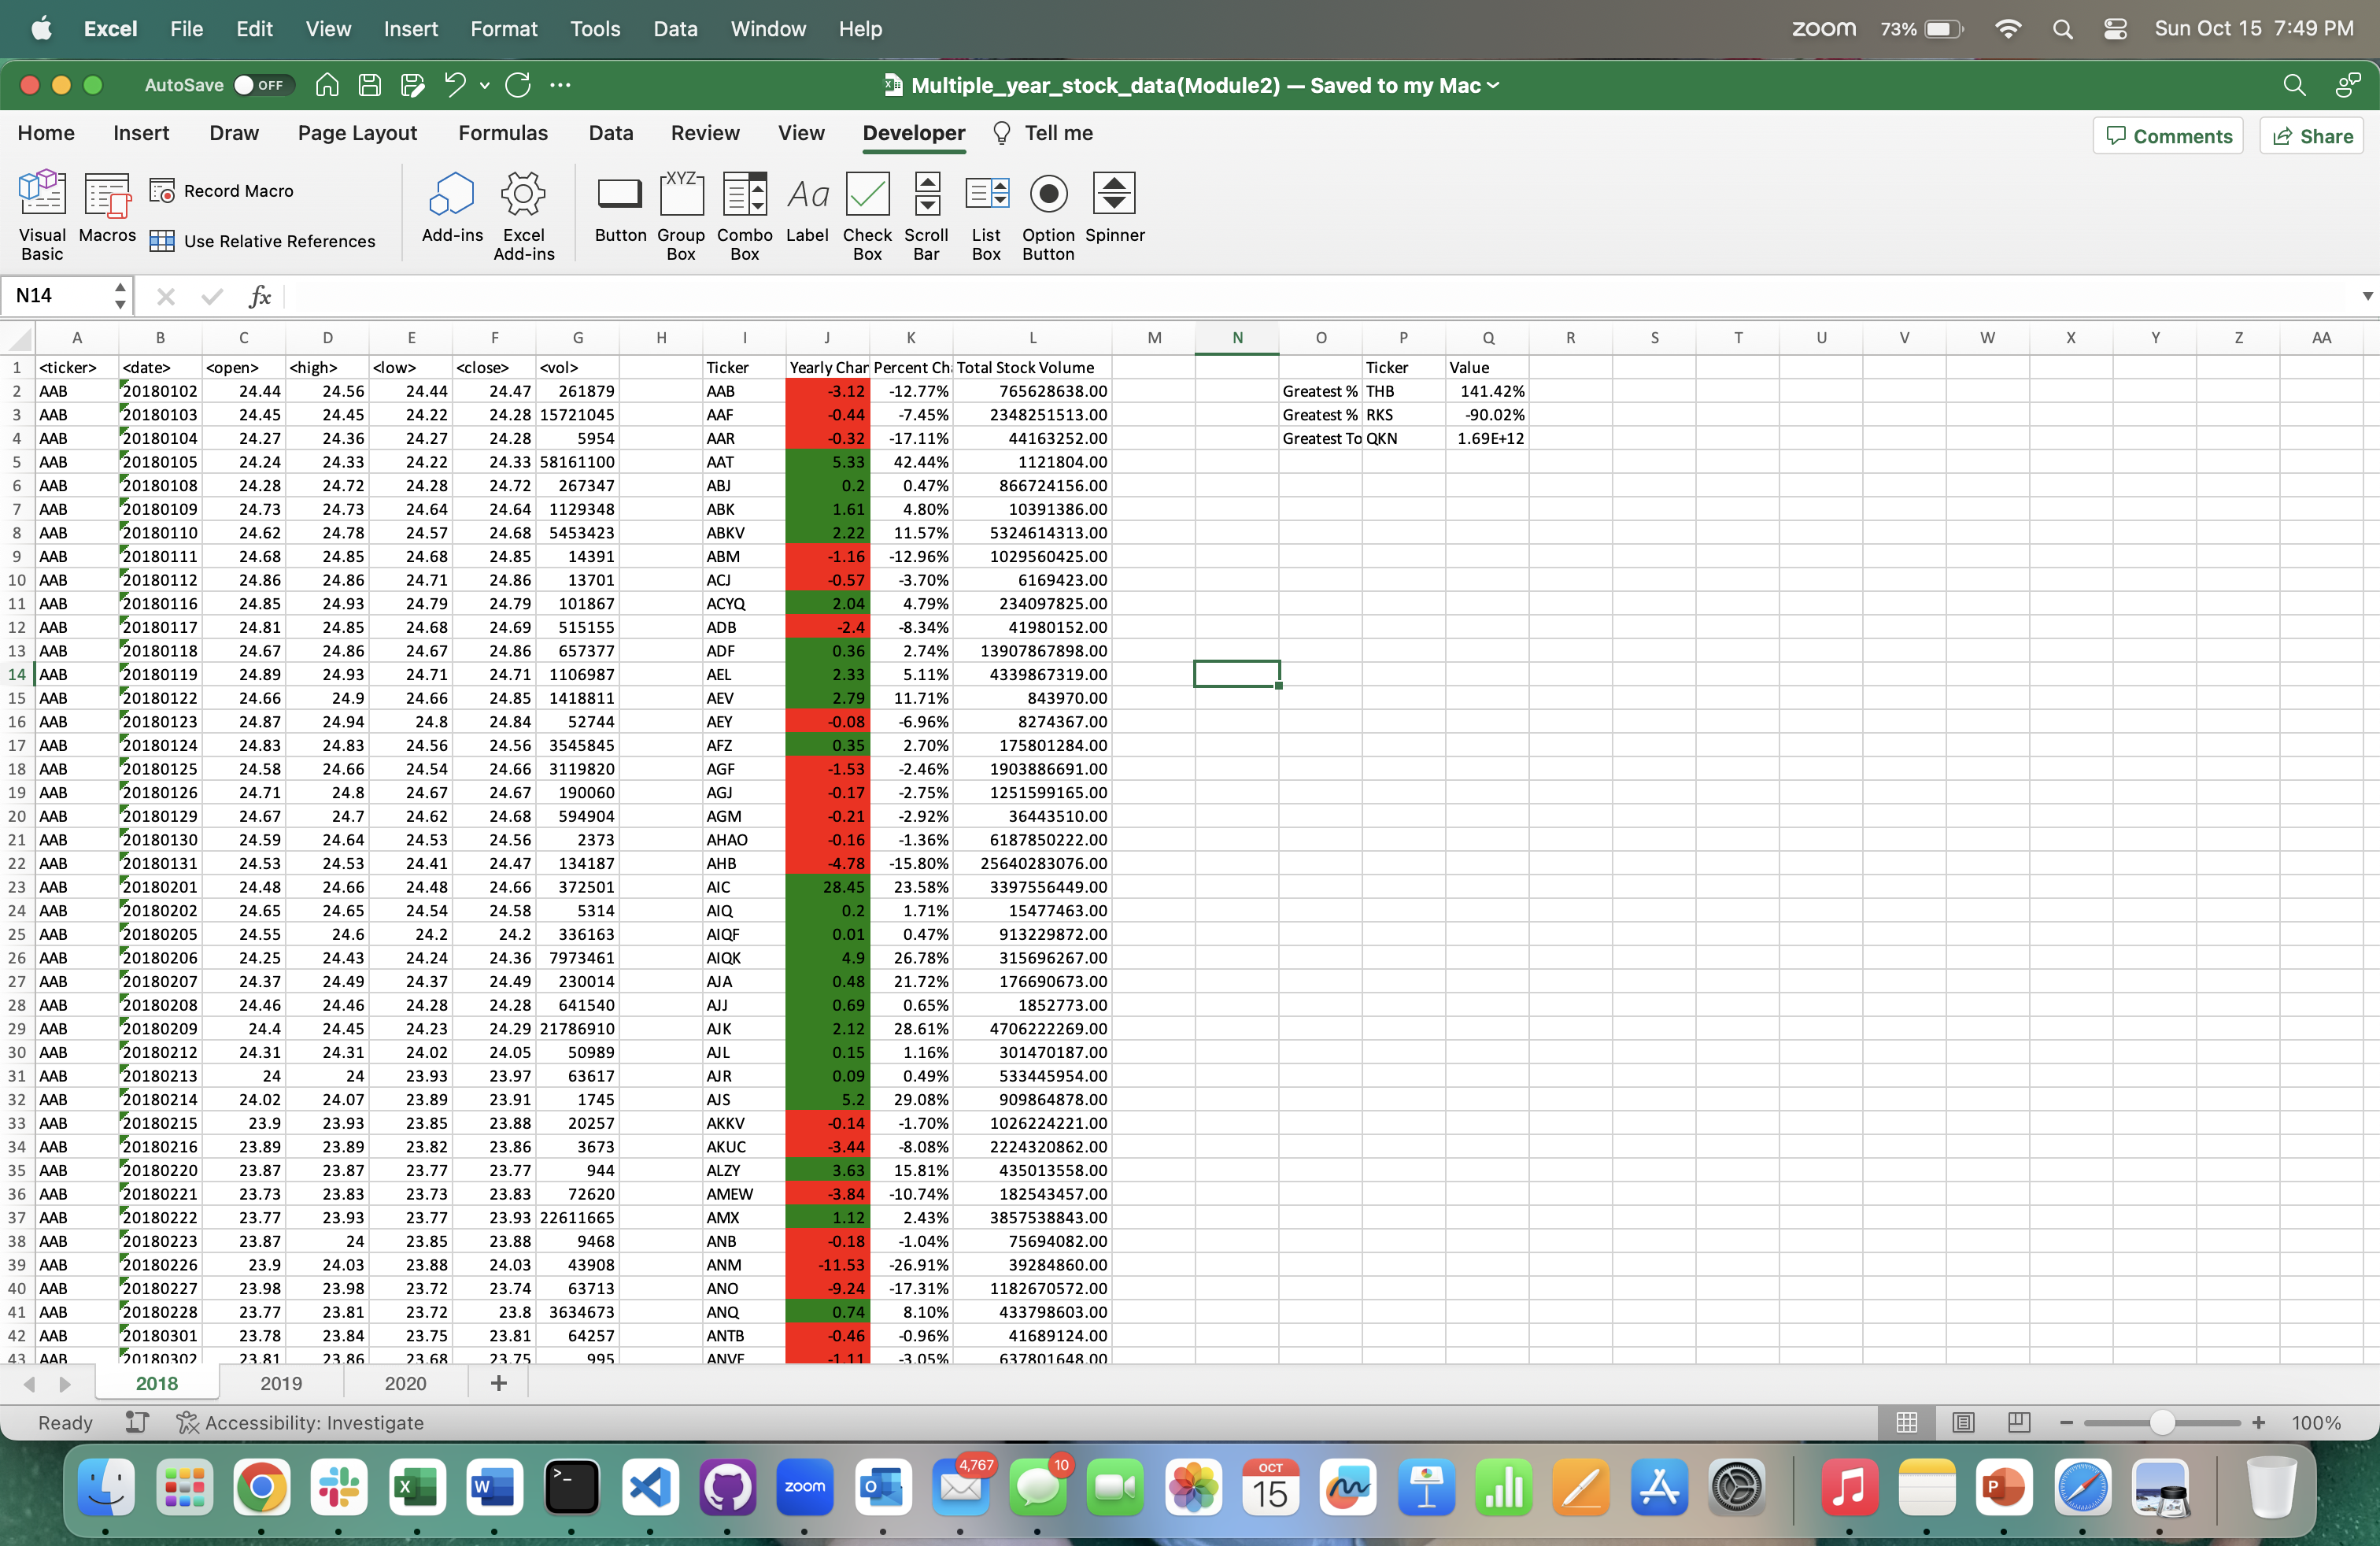 Excel File Edit View Insert Format Tools Data Window Help zoom 73% Sun Oct 15 7:49 PM
AutoSave OFF Multiple_year_stock_data(Module2) — Saved to my Mac
Home Insert Draw Page Layout Formulas Data Review View Developer Tell me Comments Share
Visual Basic Macros Record Macro Use Relative References Add-ins Excel Add-ins Button Group Box Combo Box Label Check Box Scroll Bar List Box Option Button Spinner
XYZ Aa
N14 fx
A B C D E F G H I J K L M N O P Q R S T U V W X Y Z AA
1 <ticker> <date> <open> <high> <low> <close> <vol> Ticker Yearly Char Percent Ch Total Stock Volume Ticker Value
2 AAB 20180102 24.44 24.56 24.44 24.47 261879 AAB -3.12 -12.77% 765628638.00 Greatest % THB 141.42%
3 AAB 20180103 24.45 24.45 24.22 24.28 15721045 AAF -0.44 -7.45% 2348251513.00 Greatest % RKS -90.02%
4 AAB 20180104 24.27 24.36 24.27 24.28 5954 AAR -0.32 -17.11% 44163252.00 Greatest To QKN 1.69E+12
5 AAB 20180105 24.24 24.33 24.22 24.33 58161100 AAT 5.33 42.44% 1121804.00
6 AAB 20180108 24.28 24.72 24.28 24.72 267347 ABJ 0.2 0.47% 866724156.00
7 AAB 20180109 24.73 24.73 24.64 24.64 1129348 ABK 1.61 4.80% 10391386.00
8 AAB 20180110 24.62 24.78 24.57 24.68 5453423 ABKV 2.22 11.57% 5324614313.00
9 AAB 20180111 24.68 24.85 24.68 24.85 14391 ABM -1.16 -12.96% 1029560425.00
10 AAB 20180112 24.86 24.86 24.71 24.86 13701 ACJ -0.57 -3.70% 6169423.00
11 AAB 20180116 24.85 24.93 24.79 24.79 101867 ACYQ 2.04 4.79% 234097825.00
12 AAB 20180117 24.81 24.85 24.68 24.69 515155 ADB -2.4 -8.34% 41980152.00
13 AAB 20180118 24.67 24.86 24.67 24.86 657377 ADF 0.36 2.74% 13907867898.00
14 AAB 20180119 24.89 24.93 24.71 24.71 1106987 AEL 2.33 5.11% 4339867319.00
15 AAB 20180122 24.66 24.9 24.66 24.85 1418811 AEV 2.79 11.71% 843970.00
16 AAB 20180123 24.87 24.94 24.8 24.84 52744 AEY -0.08 -6.96% 8274367.00
17 AAB 20180124 24.83 24.83 24.56 24.56 3545845 AFZ 0.35 2.70% 175801284.00
18 AAB 20180125 24.58 24.66 24.54 24.66 3119820 AGF -1.53 -2.46% 1903886691.00
19 AAB 20180126 24.71 24.8 24.67 24.67 190060 AGJ -0.17 -2.75% 1251599165.00
20 AAB 20180129 24.67 24.7 24.62 24.68 594904 AGM -0.21 -2.92% 36443510.00
21 AAB 20180130 24.59 24.64 24.53 24.56 2373 AHAO -0.16 -1.36% 6187850222.00
22 AAB 20180131 24.53 24.53 24.41 24.47 134187 AHB -4.78 -15.80% 25640283076.00
23 AAB 20180201 24.48 24.66 24.48 24.66 372501 AIC 28.45 23.58% 3397556449.00
24 AAB 20180202 24.65 24.65 24.54 24.58 5314 AIQ 0.2 1.71% 15477463.00
25 AAB 20180205 24.55 24.6 24.2 24.2 336163 AIQF 0.01 0.47% 913229872.00
26 AAB 20180206 24.25 24.43 24.24 24.36 7973461 AIQK 4.9 26.78% 315696267.00
27 AAB 20180207 24.37 24.49 24.37 24.49 230014 AJA 0.48 21.72% 176690673.00
28 AAB 20180208 24.46 24.46 24.28 24.28 641540 AJJ 0.69 0.65% 1852773.00
29 AAB 20180209 24.4 24.45 24.23 24.29 21786910 AJK 2.12 28.61% 4706222269.00
30 AAB 20180212 24.31 24.31 24.02 24.05 50989 AJL 0.15 1.16% 301470187.00
31 AAB 20180213 24 24 23.93 23.97 63617 AJR 0.09 0.49% 533445954.00
32 AAB 20180214 24.02 24.07 23.89 23.91 1745 AJS 5.2 29.08% 909864878.00
33 AAB 20180215 23.9 23.93 23.85 23.88 20257 AKKV -0.14 -1.70% 1026224221.00
34 AAB 20180216 23.89 23.89 23.82 23.86 3673 AKUC -3.44 -8.08% 2224320862.00
35 AAB 20180220 23.87 23.87 23.77 23.77 944 ALZY 3.63 15.81% 435013558.00
36 AAB 20180221 23.73 23.83 23.73 23.83 72620 AMEW -3.84 -10.74% 182543457.00
37 AAB 20180222 23.77 23.93 23.77 23.93 22611665 AMX 1.12 2.43% 3857538843.00
38 AAB 20180223 23.87 24 23.85 23.88 9468 ANB -0.18 -1.04% 75694082.00
39 AAB 20180226 23.9 24.03 23.88 24.03 43908 ANM -11.53 -26.91% 39284860.00
40 AAB 20180227 23.98 23.98 23.72 23.74 63713 ANO -9.24 -17.31% 1182670572.00
41 AAB 20180228 23.77 23.81 23.72 23.8 3634673 ANQ 0.74 8.10% 433798603.00
42 AAB 20180301 23.78 23.84 23.75 23.81 64257 ANTB -0.46 -0.96% 41689124.00
43 AAB 20180302 23.81 23.86 23.68 23.75 995 ANVF -1.11 -3.05% 637801648.00
2018 2019 2020 +
Ready Accessibility: Investigate 100%
4,767 10 OCT 15
X W >_ zoom O P